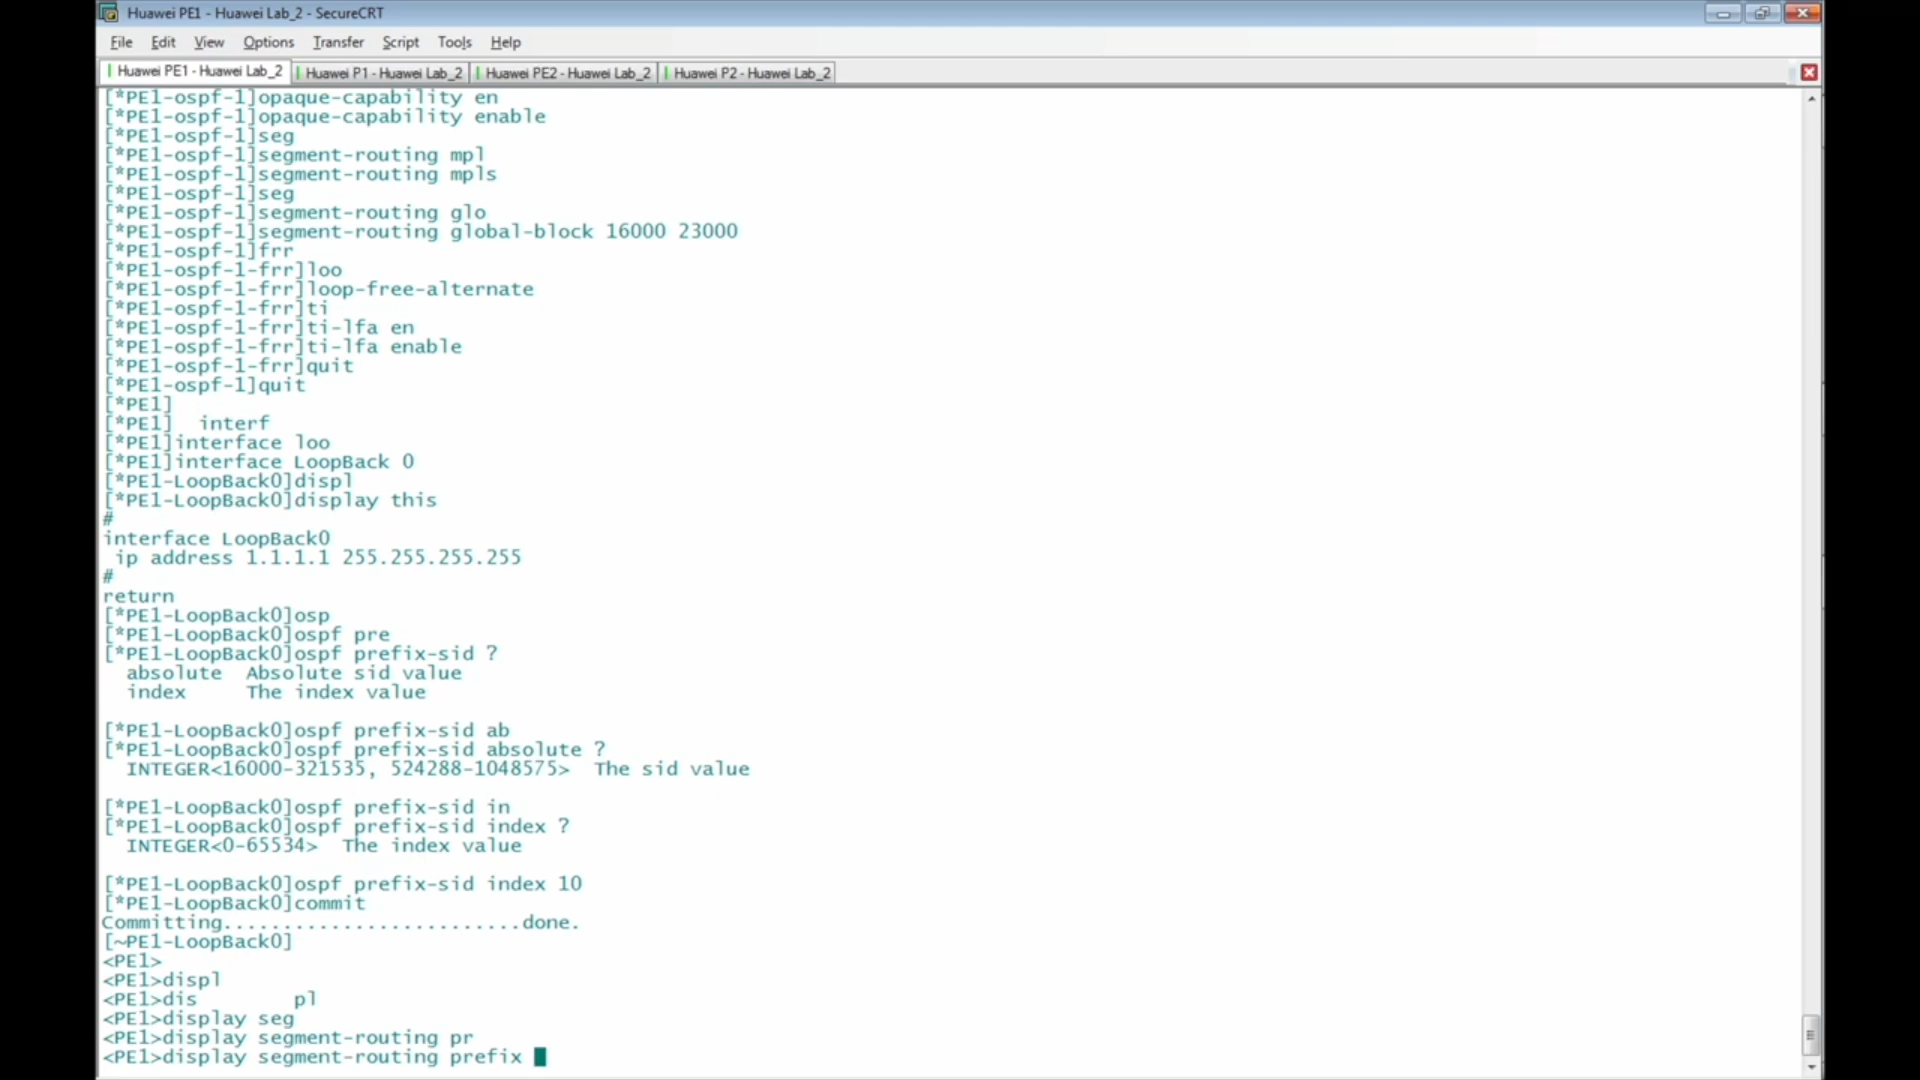 Huawei PE1 - Huawei Lab_2 - SecureCRT
File Edit View Options Transfer Script Tools Help
Huawei PE1 - Huawei Lab_2 Huawei P1 - Huawei Lab_2 Huawei PE2 - Huawei Lab_2 Huawei P2 - Huawei Lab_2
[*PE1-ospf-1]opaque-capability en
[*PE1-ospf-1]opaque-capability enable
[*PE1-ospf-1]seg
[*PE1-ospf-1]segment-routing mpl
[*PE1-ospf-1]segment-routing mpls
[*PE1-ospf-1]seg
[*PE1-ospf-1]segment-routing glo
[*PE1-ospf-1]segment-routing global-block 16000 23000
[*PE1-ospf-1]frr
[*PE1-ospf-1-frr]loo
[*PE1-ospf-1-frr]loop-free-alternate
[*PE1-ospf-1-frr]ti
[*PE1-ospf-1-frr]ti-lfa en
[*PE1-ospf-1-frr]ti-lfa enable
[*PE1-ospf-1-frr]quit
[*PE1-ospf-1]quit
[*PE1]
[*PE1]  interf
[*PE1]interface loo
[*PE1]interface LoopBack 0
[*PE1-LoopBack0]displ
[*PE1-LoopBack0]display this
#
interface LoopBack0
 ip address 1.1.1.1 255.255.255.255
#
return
[*PE1-LoopBack0]osp
[*PE1-LoopBack0]ospf pre
[*PE1-LoopBack0]ospf prefix-sid ?
  absolute  Absolute sid value
  index     The index value
[*PE1-LoopBack0]ospf prefix-sid ab
[*PE1-LoopBack0]ospf prefix-sid absolute ?
  INTEGER<16000-321535, 524288-1048575>  The sid value
[*PE1-LoopBack0]ospf prefix-sid in
[*PE1-LoopBack0]ospf prefix-sid index ?
  INTEGER<0-65534>  The index value
[*PE1-LoopBack0]ospf prefix-sid index 10
[*PE1-LoopBack0]commit
Committing.........................done.
[~PE1-LoopBack0]
<PE1>
<PE1>displ
<PE1>dis        pl
<PE1>display seg
<PE1>display segment-routing pr
<PE1>display segment-routing prefix